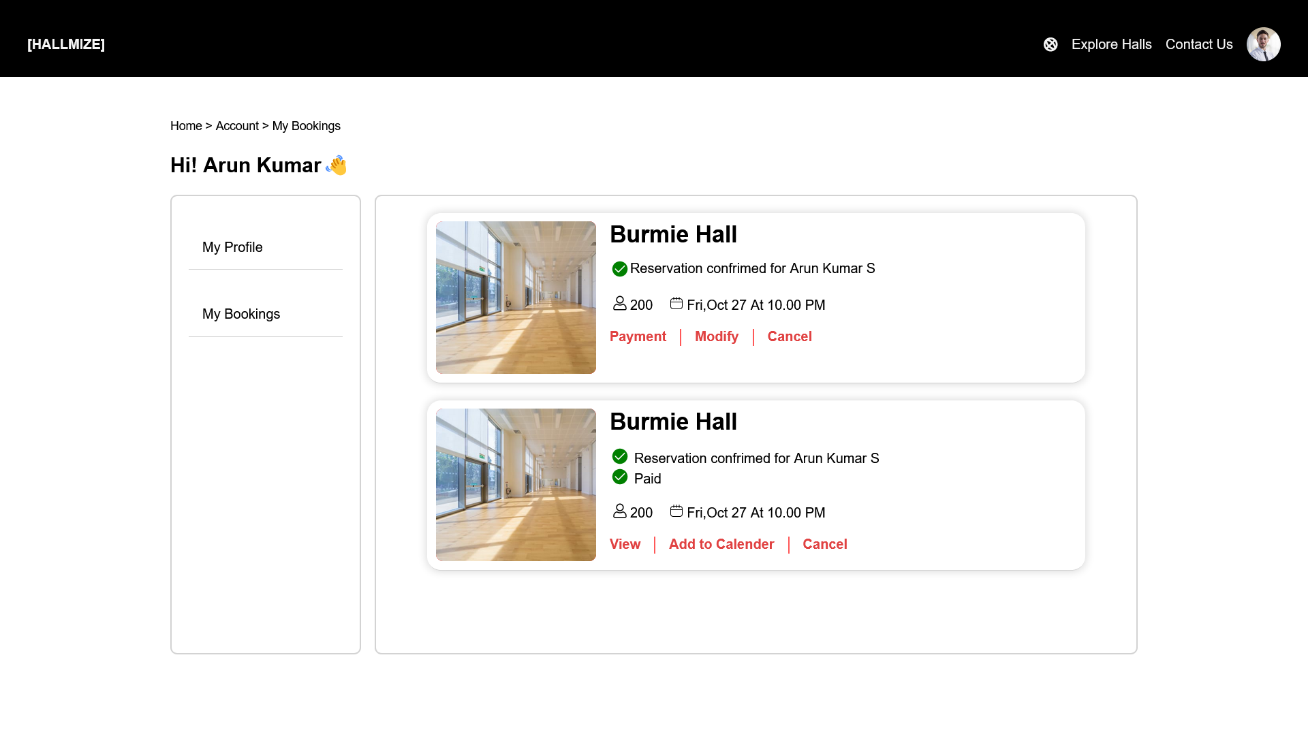 [HALLMIZE]
Explore Halls Contact Us
Home > Account > My Bookings
Hi! Arun Kumar 👋
My Profile
My Bookings
Burmie Hall
Reservation confrimed for Arun Kumar S
200 Fri,Oct 27 At 10.00 PM
Payment | Modify | Cancel
Burmie Hall
Reservation confrimed for Arun Kumar S
Paid
200 Fri,Oct 27 At 10.00 PM
View | Add to Calender | Cancel